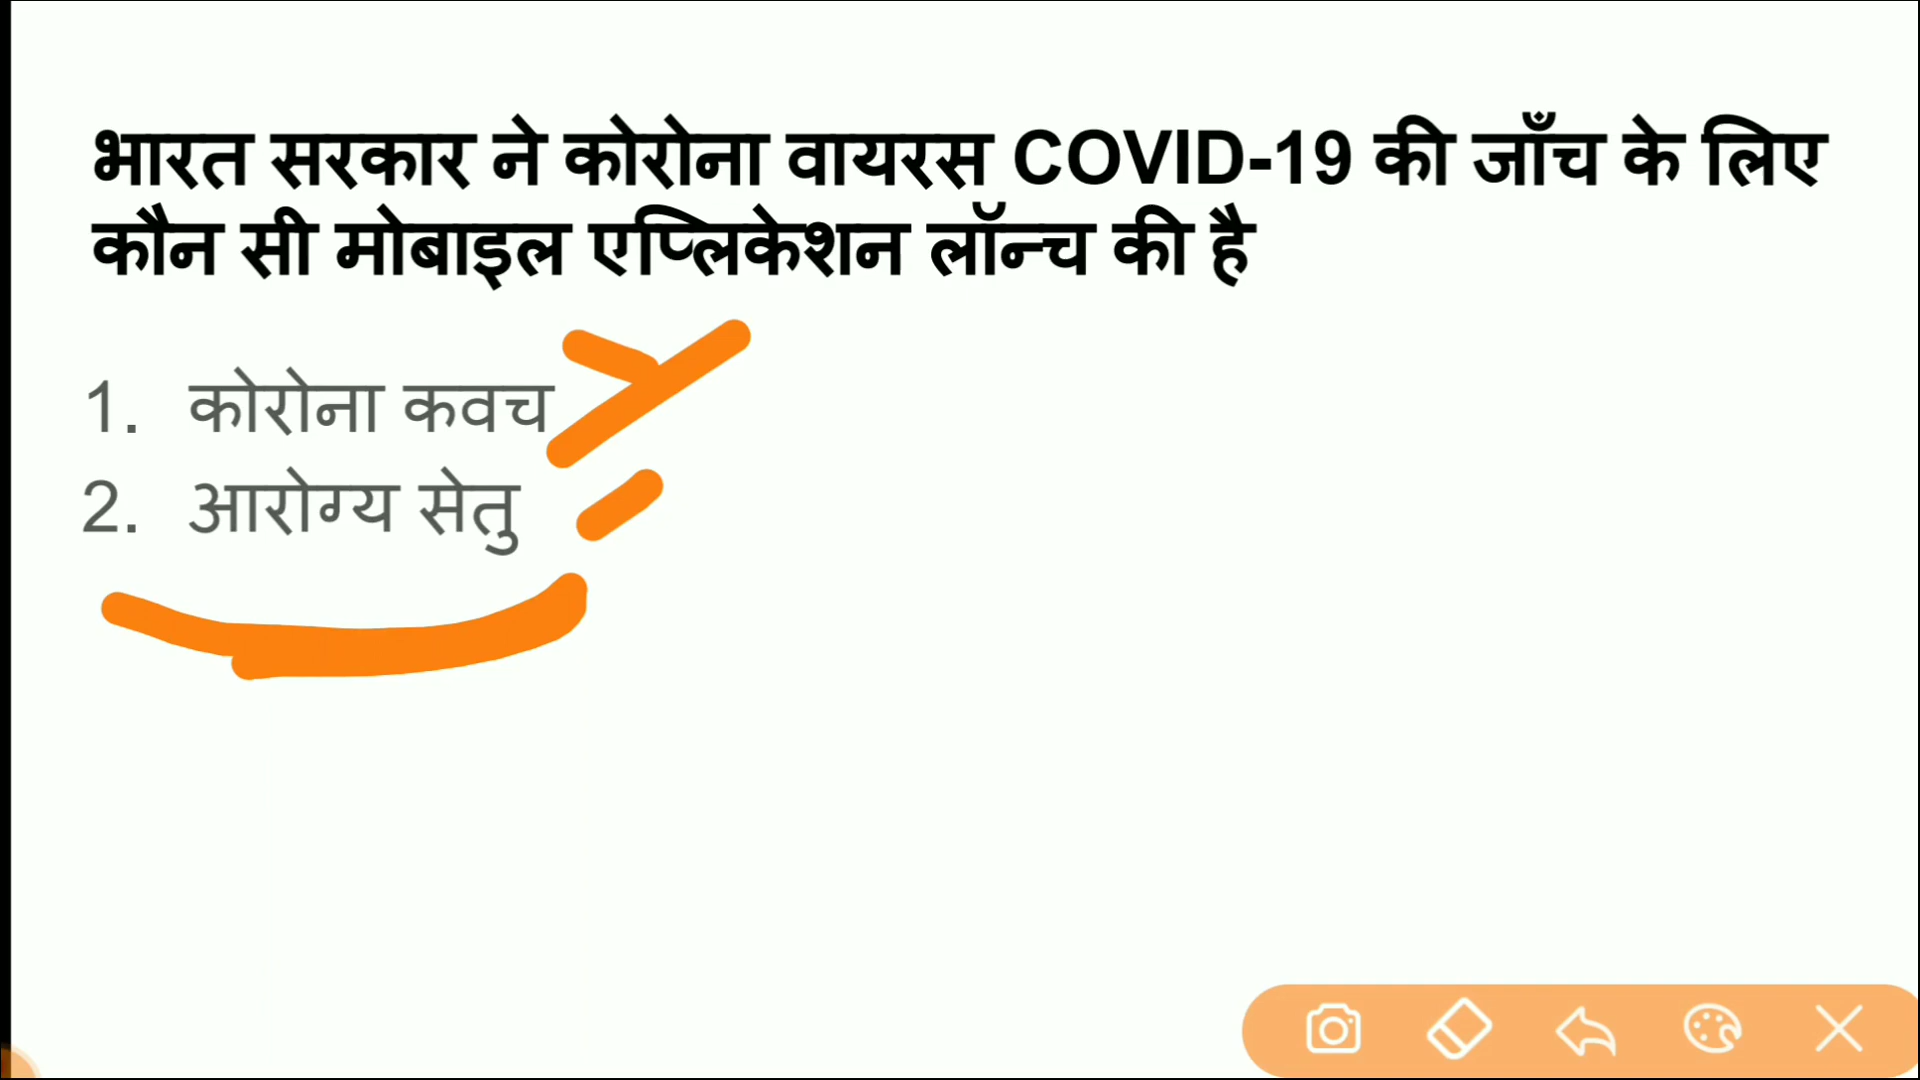 भारत सरकार ने कोरोना वायरस COVID-19 की जाँच के लिए
कौन सी मोबाइल एप्लिकेशन लॉन्च की है
1. कोरोना कवच
2. आरोग्य सेतु